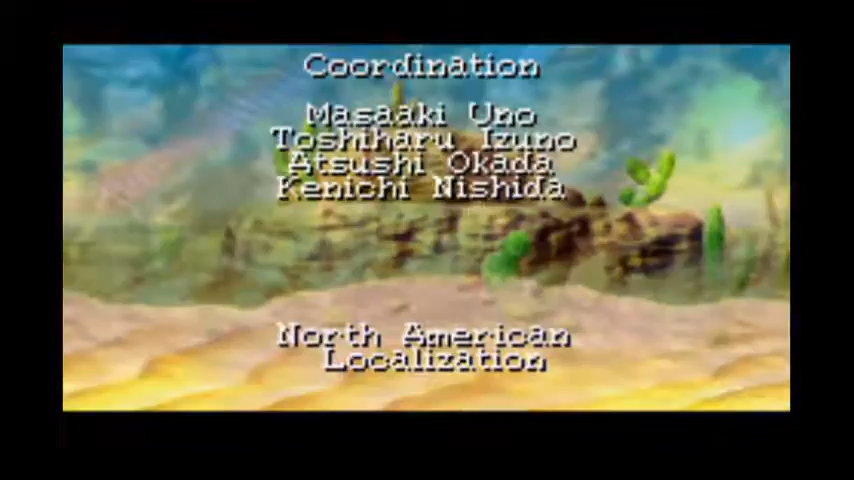 Coordination
Masaaki Uno
Toshiharu Izuno
Atsushi Okada
Kenichi Nishida
North American
Localization